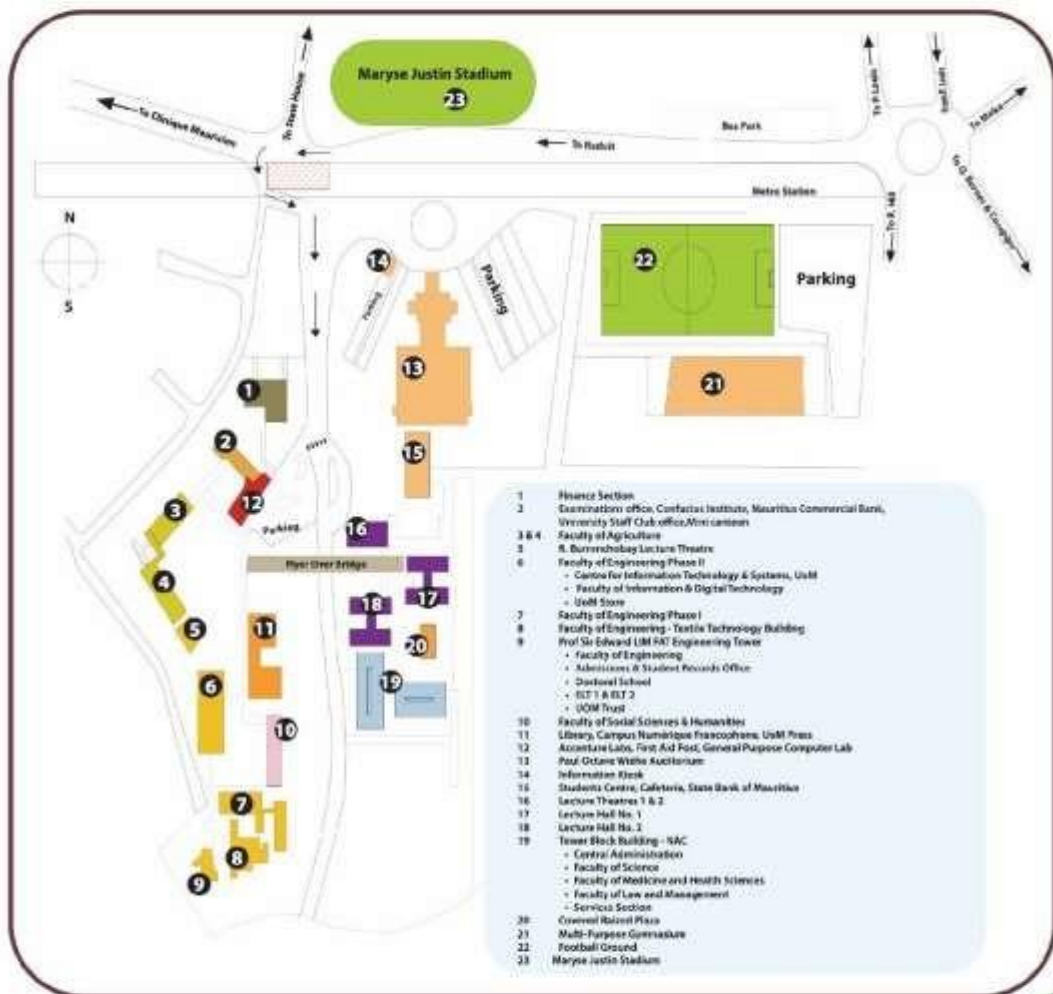 Maryse Justin Stadium
23
To Clinique Mauricien
To State House
To Reduit
Bus Park
To P. Louis
To Moka
Metro Station
To R. Hill
N
S
14
Parking
Parking
22
Parking
13
21
1
2
15
12
Parking
3
16
Flyer Over Bridge
4
17
18
5
11
20
6
19
10
7
8
9
1 Finance Section
2 Examinations office, Confucius Institute, Mauritius Commercial Bank,
University Staff Club office, Mini canteen
3 & 4 Faculty of Agriculture
5 R. Burrenchobay Lecture Theatre
6 Faculty of Engineering Phase II
• Centre for Information Technology & Systems, UoM
• Faculty of Information & Digital Technology
• UoM Store
7 Faculty of Engineering Phase I
8 Faculty of Engineering - Textile Technology Building
9 Prof Sir Edward LIM FAT Engineering Tower
• Faculty of Engineering
• Admissions & Student Records Office
• Doctoral School
• ELT 1 & ELT 2
• UOM Trust
10 Faculty of Social Sciences & Humanities
11 Library, Campus Numérique Francophone, UoM Press
12 Accenture Labs, First Aid Post, General Purpose Computer Lab
13 Paul Octave Wiéhe Auditorium
14 Information Kiosk
15 Students Centre, Cafeteria, State Bank of Mauritius
16 Lecture Theatres 1 & 2
17 Lecture Hall No. 1
18 Lecture Hall No. 2
19 Tower Block Building - NAC
• Central Administration
• Faculty of Science
• Faculty of Medicine and Health Sciences
• Faculty of Law and Management
• Services Section
20 Covered Raized Plaza
21 Multi-Purpose Gymnasium
22 Football Ground
23 Maryse Justin Stadium